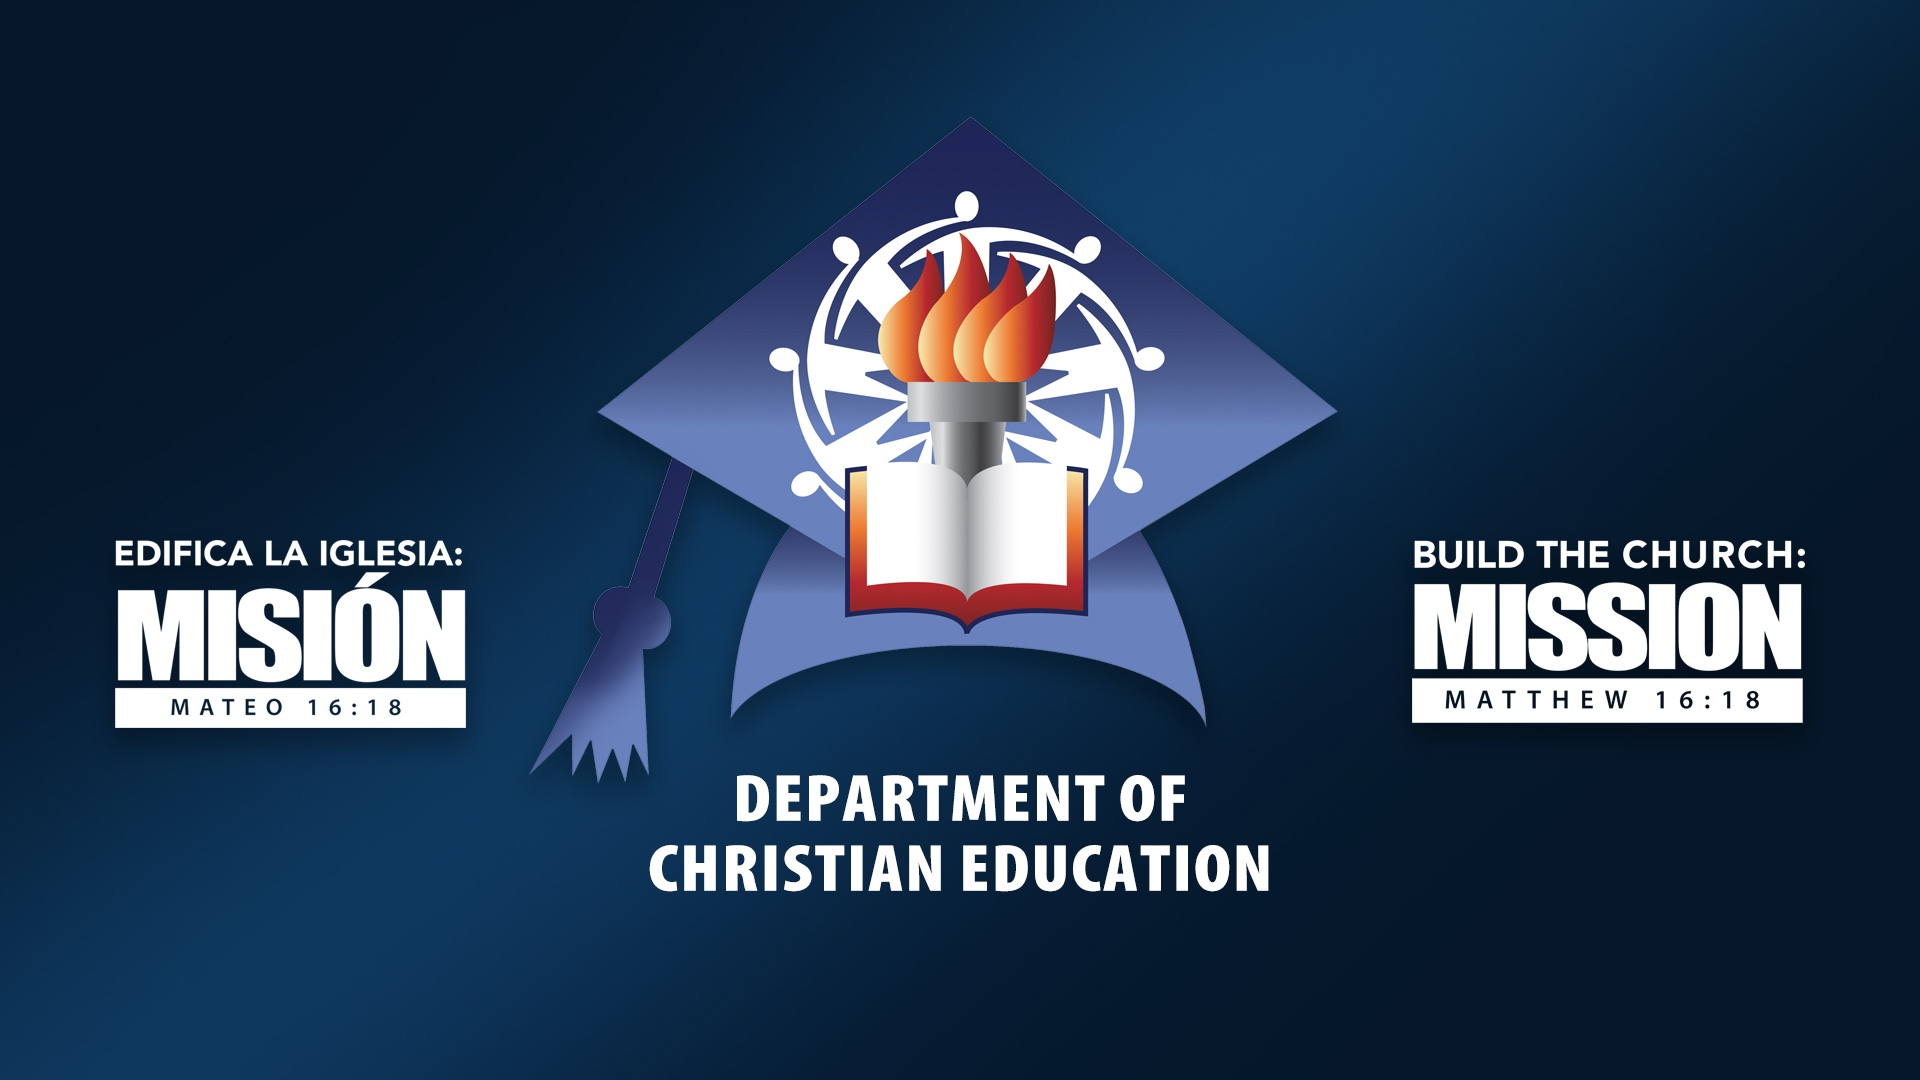 EDIFICA LA IGLESIA:
MISIÓN
MATEO 16:18
BUILD THE CHURCH:
MISSION
MATTHEW 16:18
DEPARTMENT OF
CHRISTIAN EDUCATION